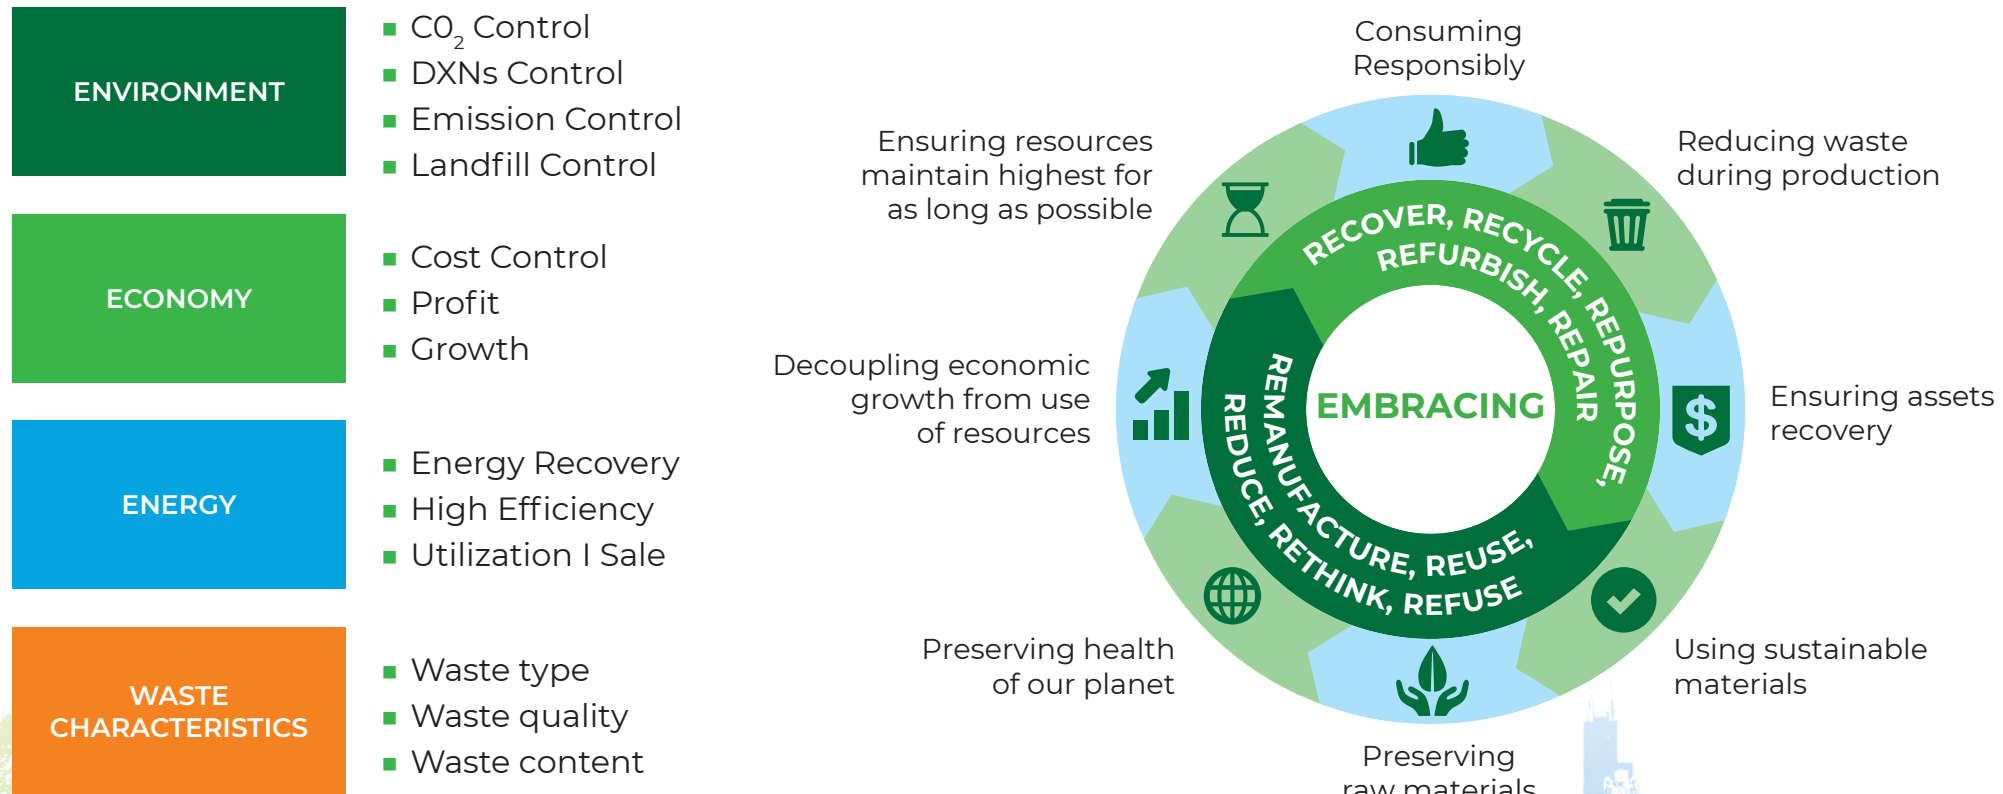 ENVIRONMENT
C0₂ Control
DXNs Control
Emission Control
Landfill Control
ECONOMY
Cost Control
Profit
Growth
ENERGY
Energy Recovery
High Efficiency
Utilization I Sale
WASTE
CHARACTERISTICS
Waste type
Waste quality
Waste content
Consuming
Responsibly
Reducing waste
during production
Ensuring assets
recovery
Using sustainable
materials
Preserving
raw materials
Preserving health
of our planet
Decoupling economic
growth from use
of resources
Ensuring resources
maintain highest for
as long as possible
RECOVER, RECYCLE, REPURPOSE,
REFURBISH, REPAIR
REMANUFACTURE, REUSE,
REDUCE, RETHINK, REFUSE
EMBRACING